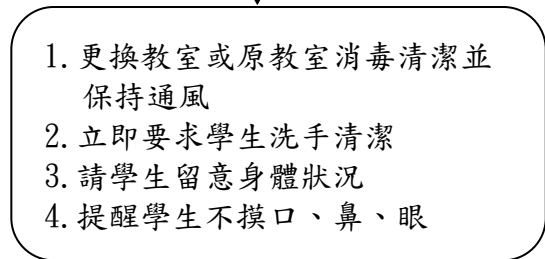 1. 更換教室或原教室消毒清潔並
保持通風
2. 立即要求學生洗手清潔
3. 請學生留意身體狀況
4. 提醒學生不摸口、鼻、眼